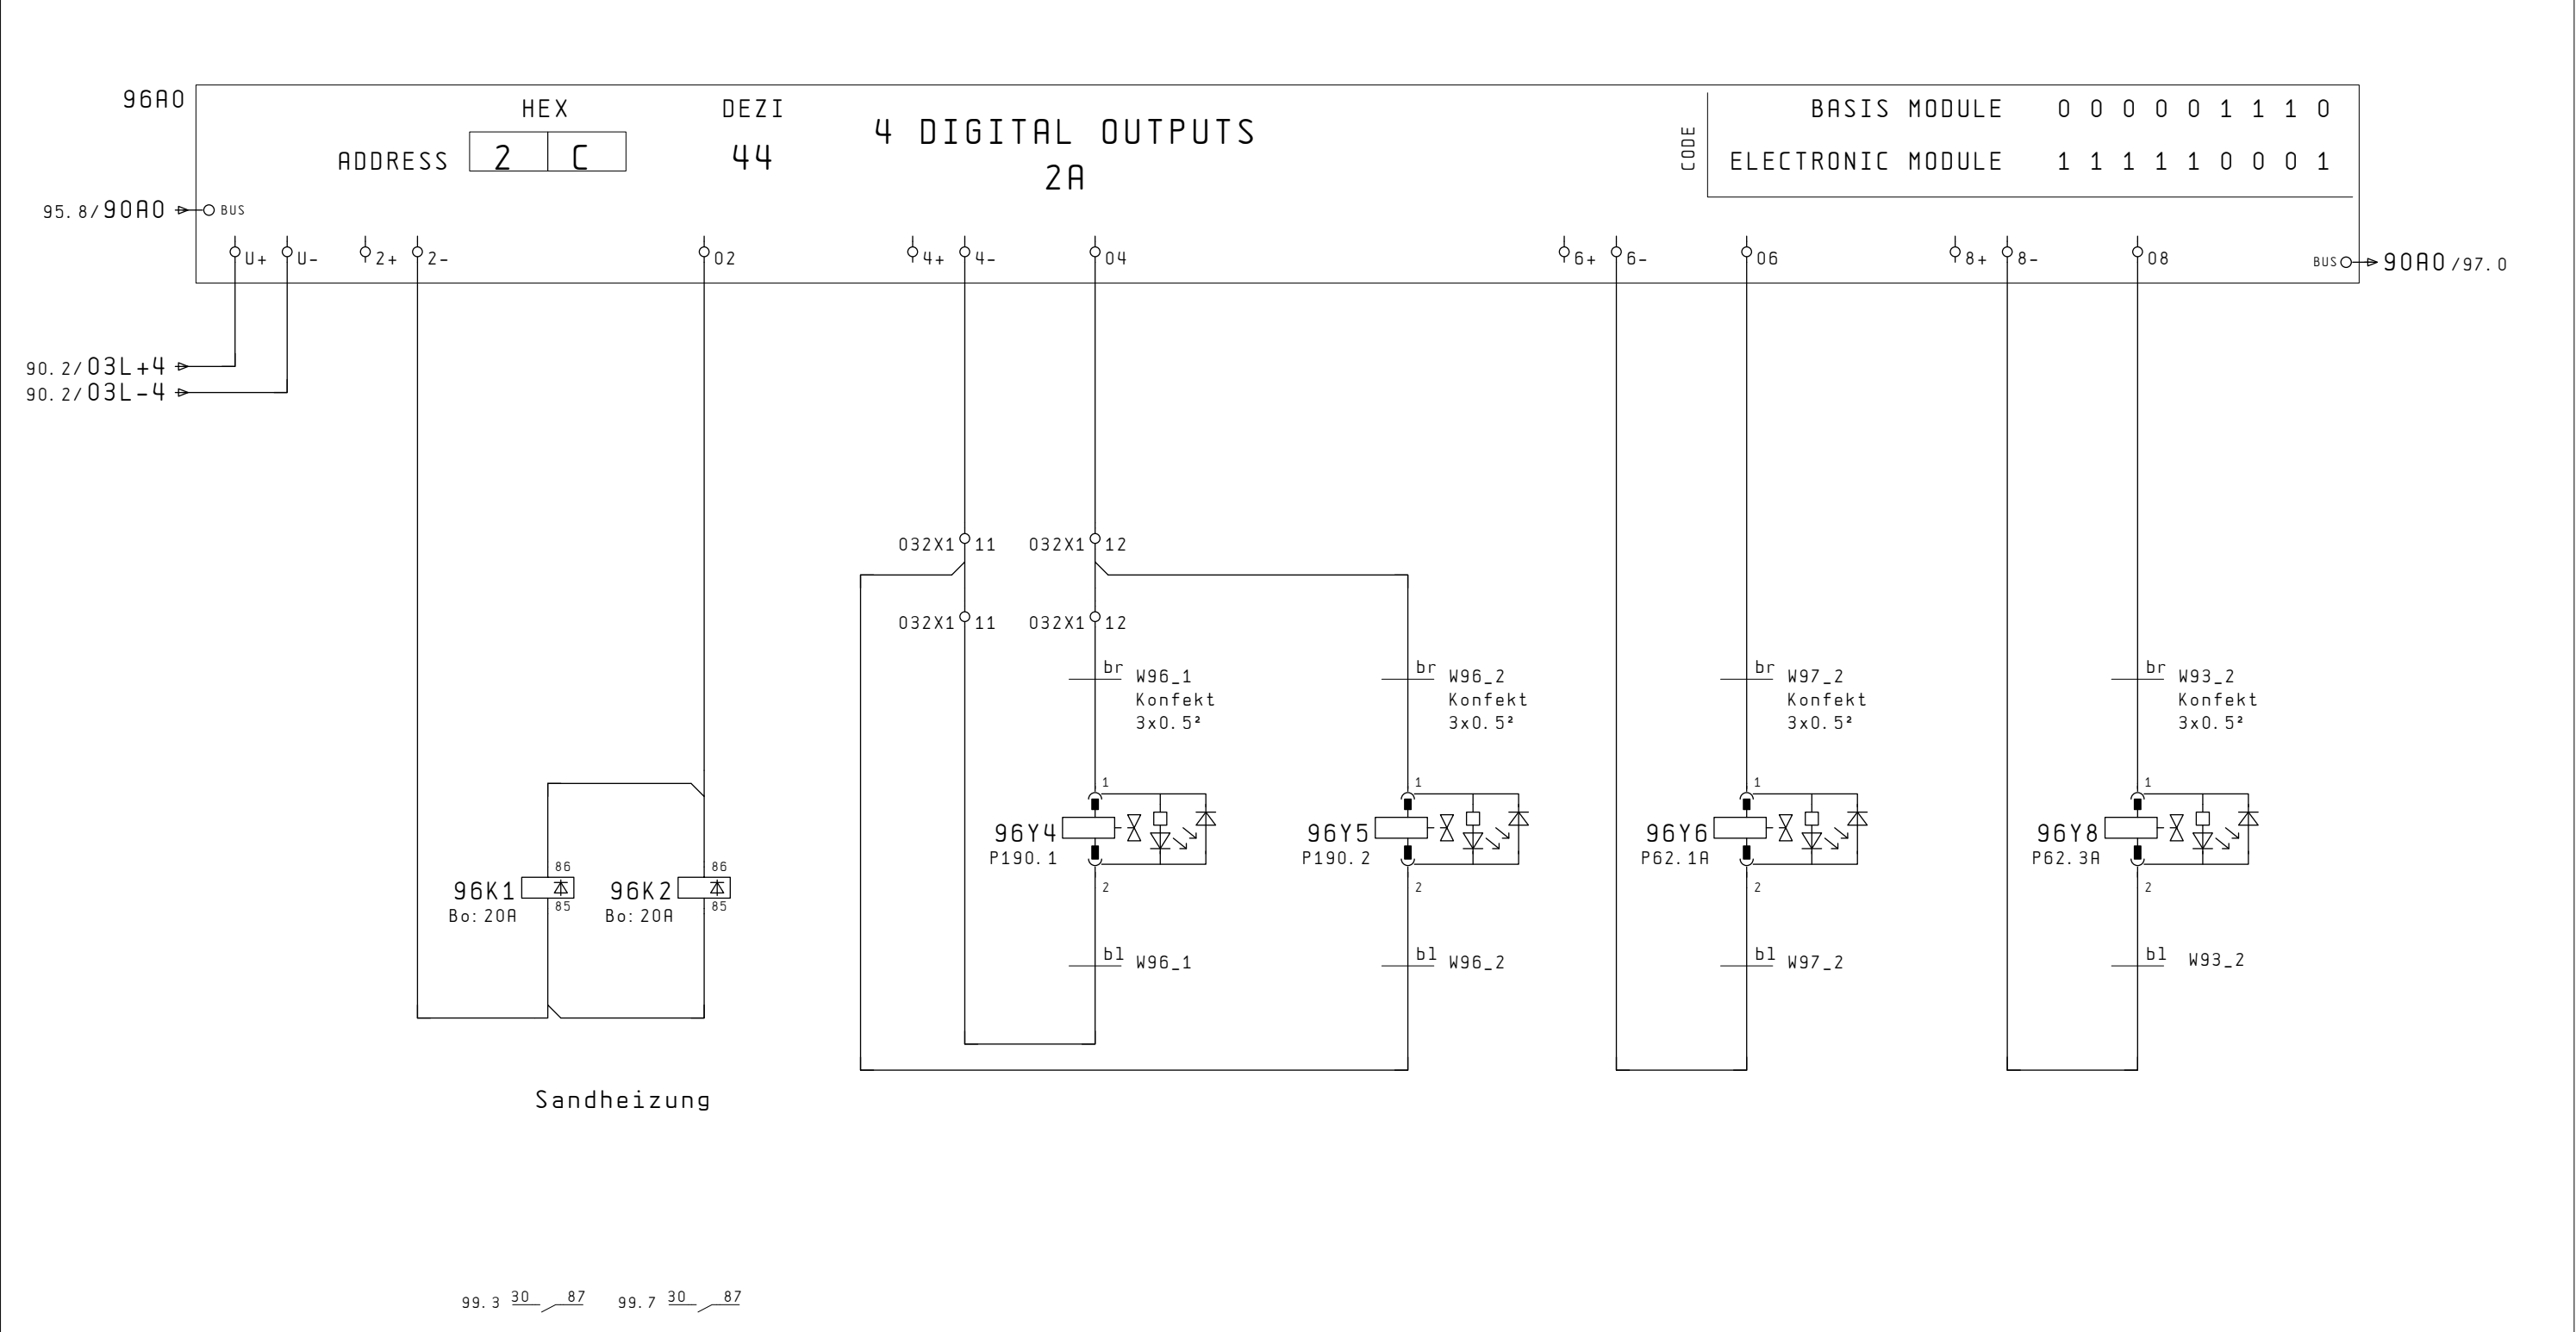 96A0
HEX DEZI
4 DIGITAL OUTPUTS
2A
ADDRESS 2 C 44
CODE
BASIS MODULE 0 0 0 0 0 1 1 1 0
ELECTRONIC MODULE 1 1 1 1 1 0 0 0 1
95.8/90A0 BUS
U+ U- 2+ 2- 02 4+ 4- 04 6+ 6- 06 8+ 8- 08
BUS 90A0/97.0
90.2/03L+4
90.2/03L-4
032X1 11 032X1 12
032X1 11 032X1 12
br W96_1 br W96_2 br W97_2 br W93_2
Konfekt Konfekt Konfekt Konfekt
3x0.5² 3x0.5² 3x0.5² 3x0.5²
1 1 1 1
96Y4 96Y5 96Y6 96Y8
P190.1 P190.2 P62.1A P62.3A
86 86
2 2 2 2
96K1 96K2
85 85
Bo:20A Bo:20A
bl W96_1 bl W96_2 bl W97_2 bl W93_2
Sandheizung
99.3 30 87 99.7 30 87